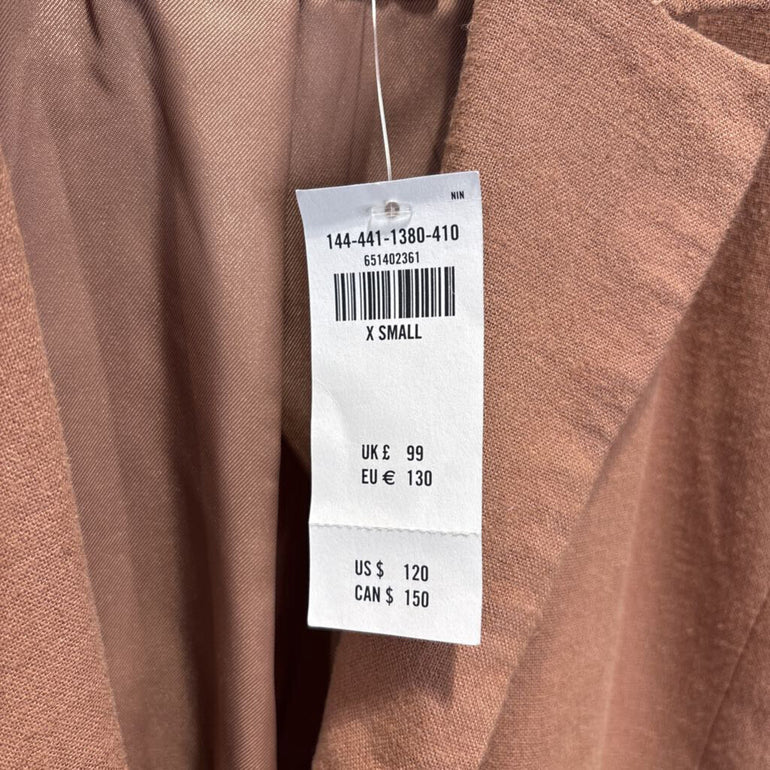 NIN
144-441-1380-410
651402361
X SMALL
UK £ 99
EU € 130
US $ 120
CAN $ 150